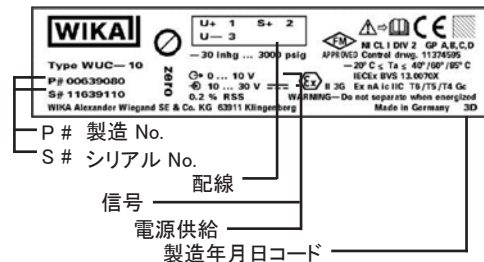 WIKA
U+ 1 S+ 2
U— 3
—30 inhg ... 3000 psig
FM
APPROVED
CE
NI CL I DIV 2 GP A,B,C,D
Control drwg. 11374595
—20° C ≤ Ta ≤ 40°/60°/85° C
IECEx BVS 13.0070X
Type WUC—10
zero
0 ... 10 V
10 ... 30 V
0.2 % RSS
Ex II 3G Ex nA ic IIC T6/T5/T4 Gc
P# 00639080
S# 11639110
WARNING—Do not separate when energized
WIKA Alexander Wiegand SE & Co. KG 63911 Klingenberg
Made in Germany 3D
P # 製造 No.
S # シリアル No.
配線
信号
電源供給
製造年月日コード